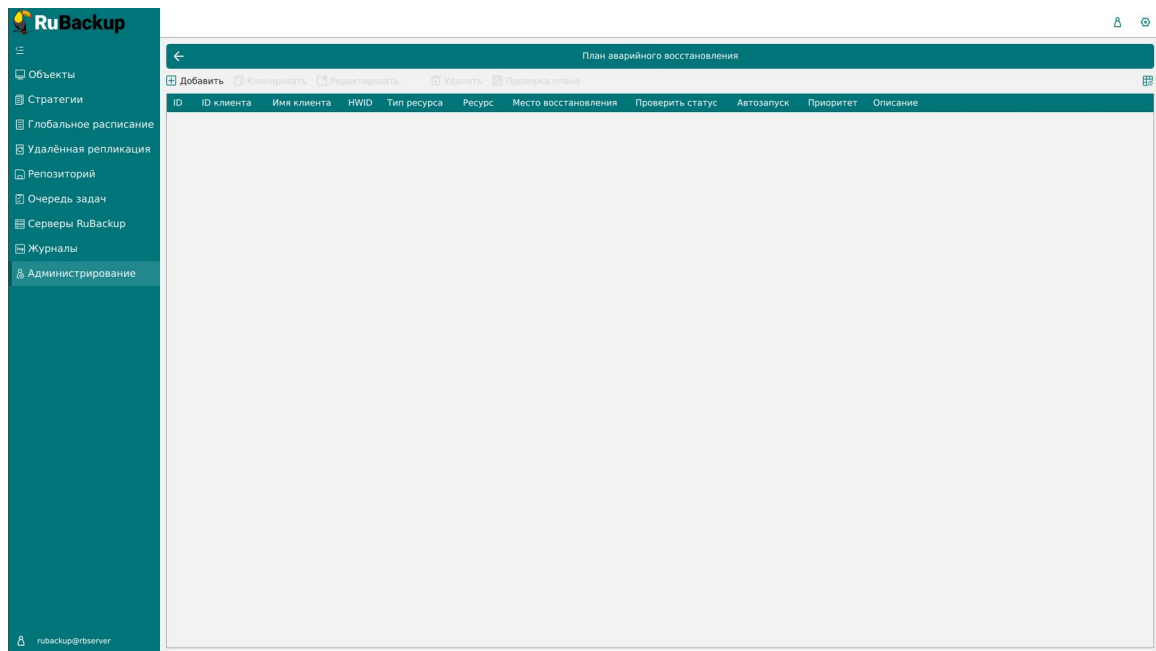 RuBackup
План аварийного восстановления
Объекты
Стратегии
Глобальное расписание
Удалённая репликация
Репозиторий
Очередь задач
Серверы RuBackup
Журналы
Администрирование
rubackup@rbserver
Добавить Клонировать Редактировать Удалить Проверка плана
ID ID клиента Имя клиента HWID Тип ресурса Ресурс Место восстановления Проверить статус Автозапуск Приоритет Описание